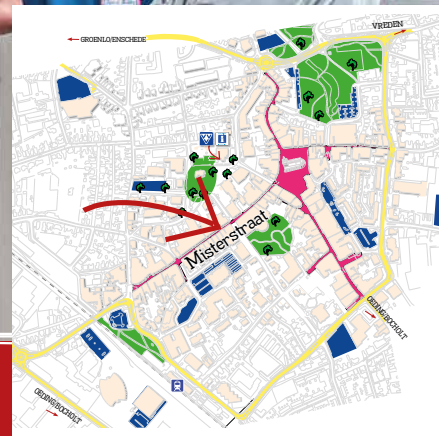 VREDEN
GROENLO/ENSCHEDE
i
Misterstraat
OEDING/BOCHOLT
OEDING/BOCHOLT